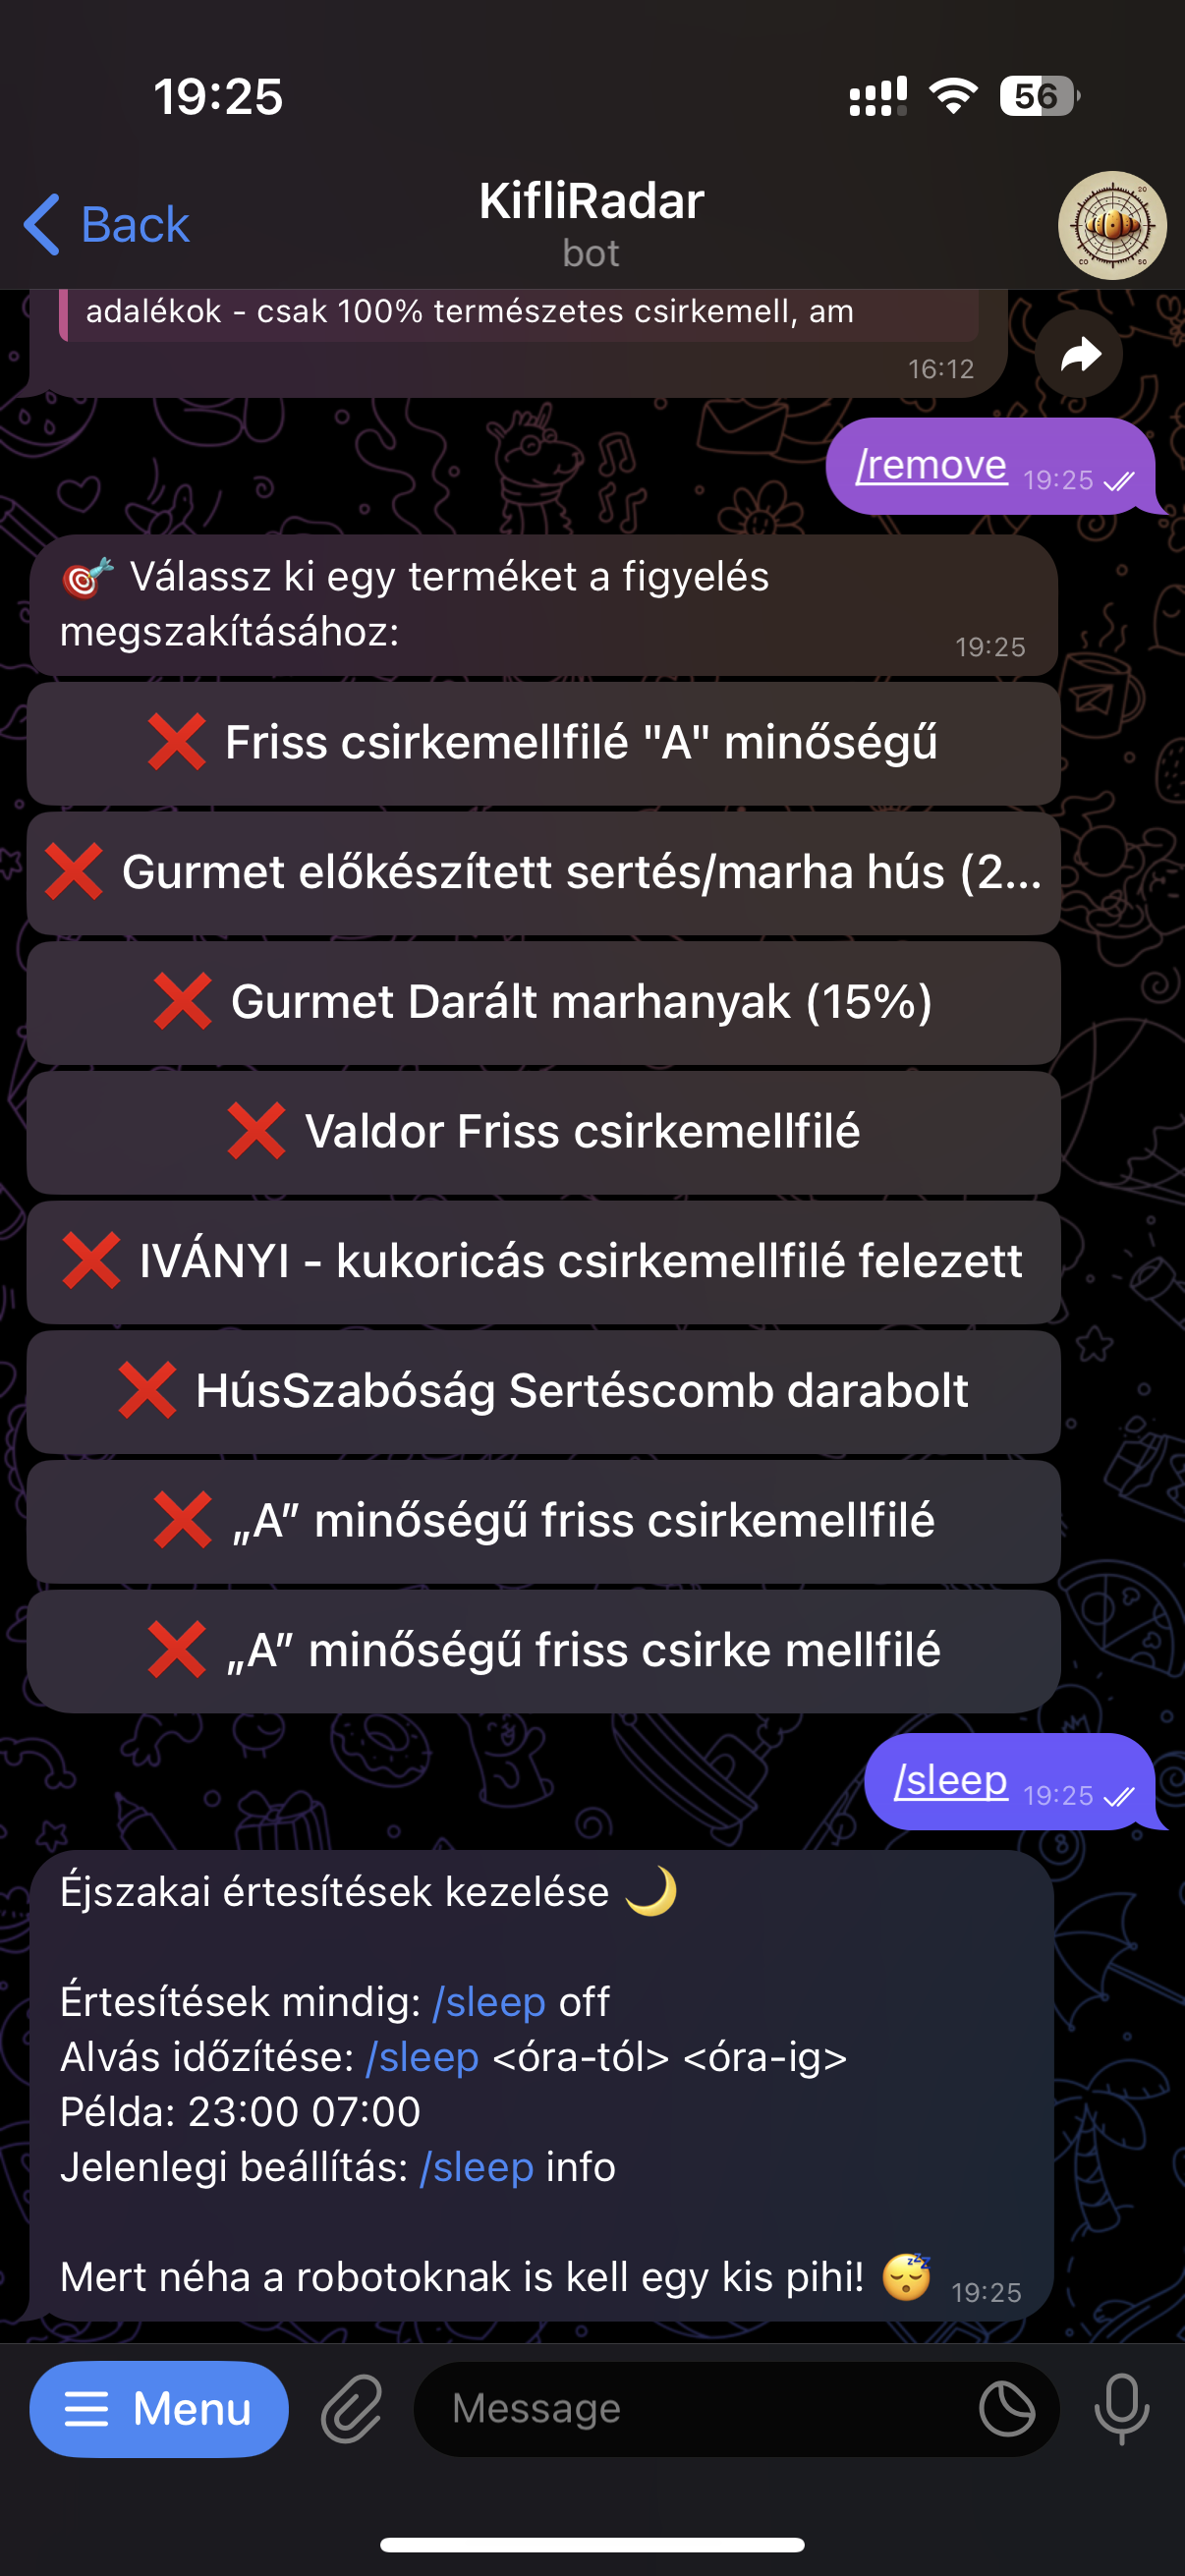 19:25
56
Back
KifliRadar
bot
adalékok - csak 100% természetes csirkemell, am
16:12
/remove 19:25
🎯 Válassz ki egy terméket a figyelés
megszakításához:
19:25
❌ Friss csirkemellfilé "A" minőségű
❌ Gurmet előkészített sertés/marha hús (2...
❌ Gurmet Darált marhanyak (15%)
❌ Valdor Friss csirkemellfilé
❌ IVÁNYI - kukoricás csirkemellfilé felezett
❌ HúsSzabóság Sertéscomb darabolt
❌ „A” minőségű friss csirkemellfilé
❌ „A” minőségű friss csirke mellfilé
/sleep 19:25
Éjszakai értesítések kezelése 🌙
Értesítések mindig: /sleep off
Alvás időzítése: /sleep <óra-tól> <óra-ig>
Példa: 23:00 07:00
Jelenlegi beállítás: /sleep info
Mert néha a robotoknak is kell egy kis pihi! 😴 19:25
Menu
Message